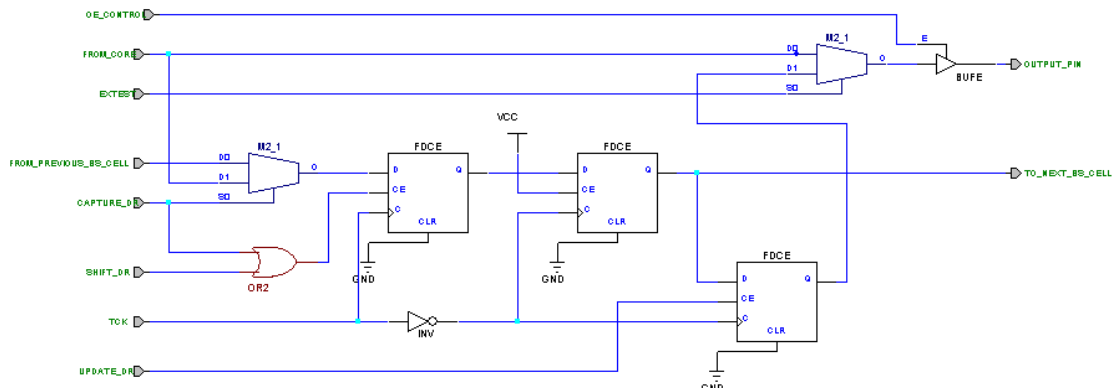 OE_CONTROL
E
M2_1
FROM_CORE
D0
O
OUTPUT_PIN
D1
BUFE
EXTEST
S0
VCC
FDCE
FDCE
M2_1
FROM_PREVIOUS_BS_CELL
D0
O
D
Q
D
Q
TO_NEXT_BS_CELL
D1
CE
CE
CAPTURE_DR
S0
C
C
CLR
CLR
FDCE
SHIFT_DR
GND
GND
D
Q
OR2
CE
TCK
C
INV
CLR
UPDATE_DR
GND